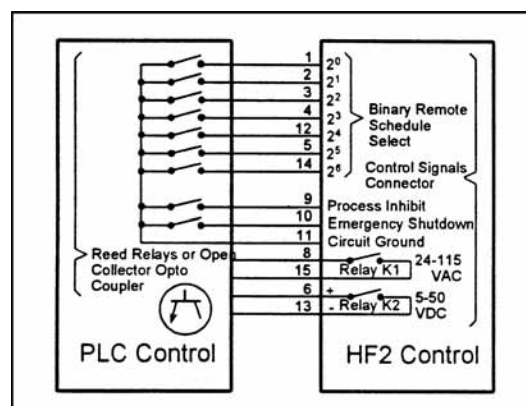 1 2⁰
2 2¹
3 2²
4 2³
12 2⁴
5 2⁵
14 2⁶
Binary Remote
Schedule
Select
Control Signals
Connector
9 Process Inhibit
10 Emergency Shutdown
11 Circuit Ground
8
15 Relay K1
24-115
VAC
6 +
13 - Relay K2
5-50
VDC
Reed Relays or Open
Collector Opto
Coupler
PLC Control
HF2 Control